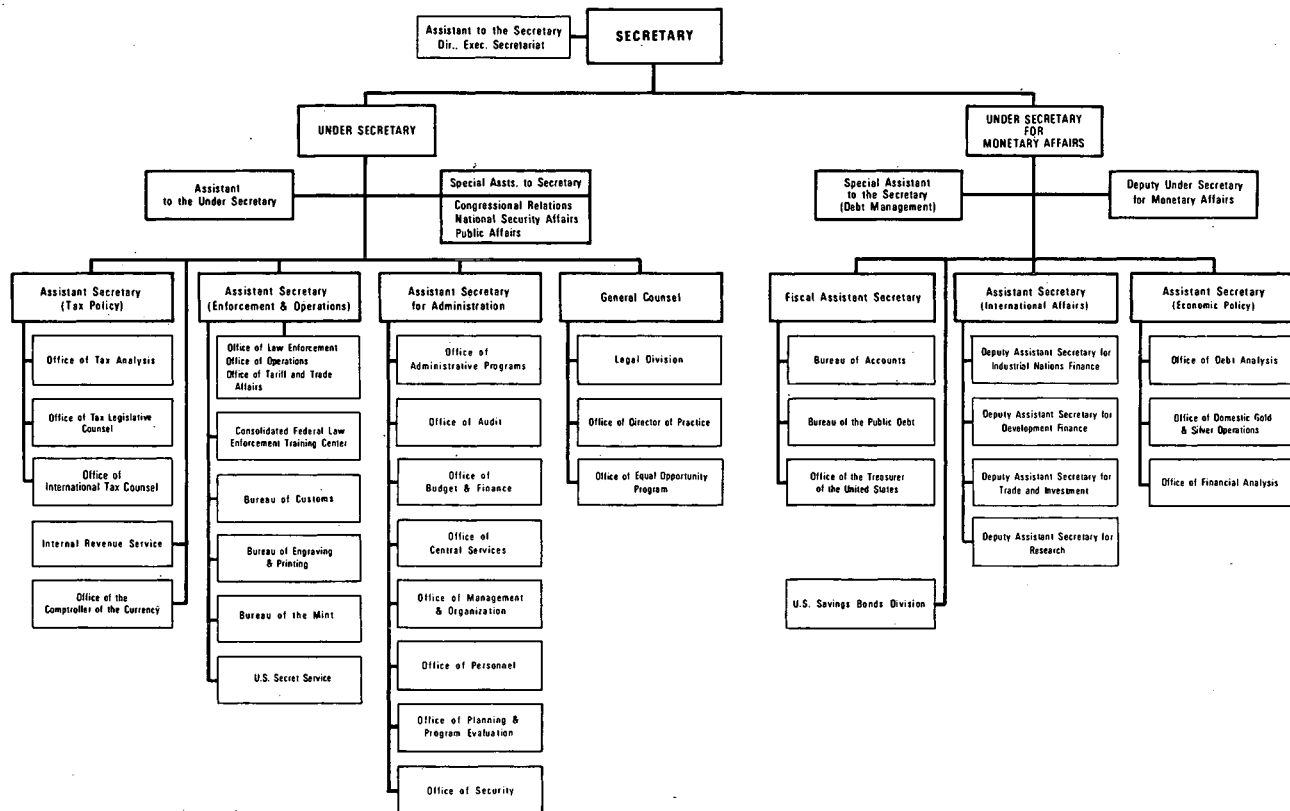 Assistant to the Secretary
Dir., Exec. Secretariat
SECRETARY
UNDER SECRETARY
UNDER SECRETARY
FOR
MONETARY AFFAIRS
Assistant
to the Under Secretary
Special Assts. to Secretary
Congressional Relations
National Security Affairs
Public Affairs
Special Assistant
to the Secretary
(Debt Management)
Deputy Under Secretary
for Monetary Affairs
Assistant Secretary
(Tax Policy)
Office of Tax Analysis
Office of Tax Legislative
Counsel
Office of
International Tax Counsel
Internal Revenue Service
Office of the
Comptroller of the Currency
Assistant Secretary
(Enforcement & Operations)
Office of Law Enforcement
Office of Operations
Office of Tariff and Trade
Affairs
Consolidated Federal Law
Enforcement Training Center
Bureau of Customs
Bureau of Engraving
& Printing
Bureau of the Mint
U.S. Secret Service
Assistant Secretary
for Administration
Office of
Administrative Programs
Office of Audit
Office of
Budget & Finance
Office of
Central Services
Office of Management
& Organization
Office of Personnel
Office of Planning &
Program Evaluation
Office of Security
General Counsel
Legal Division
Office of Director of Practice
Office of Equal Opportunity
Program
Fiscal Assistant Secretary
Bureau of Accounts
Bureau of the Public Debt
Office of the Treasurer
of the United States
U.S. Savings Bonds Division
Assistant Secretary
(International Affairs)
Deputy Assistant Secretary for
Industrial Nations Finance
Deputy Assistant Secretary for
Development Finance
Deputy Assistant Secretary for
Trade and Investment
Deputy Assistant Secretary for
Research
Assistant Secretary
(Economic Policy)
Office of Debt Analysis
Office of Domestic Gold
& Silver Operations
Office of Financial Analysis